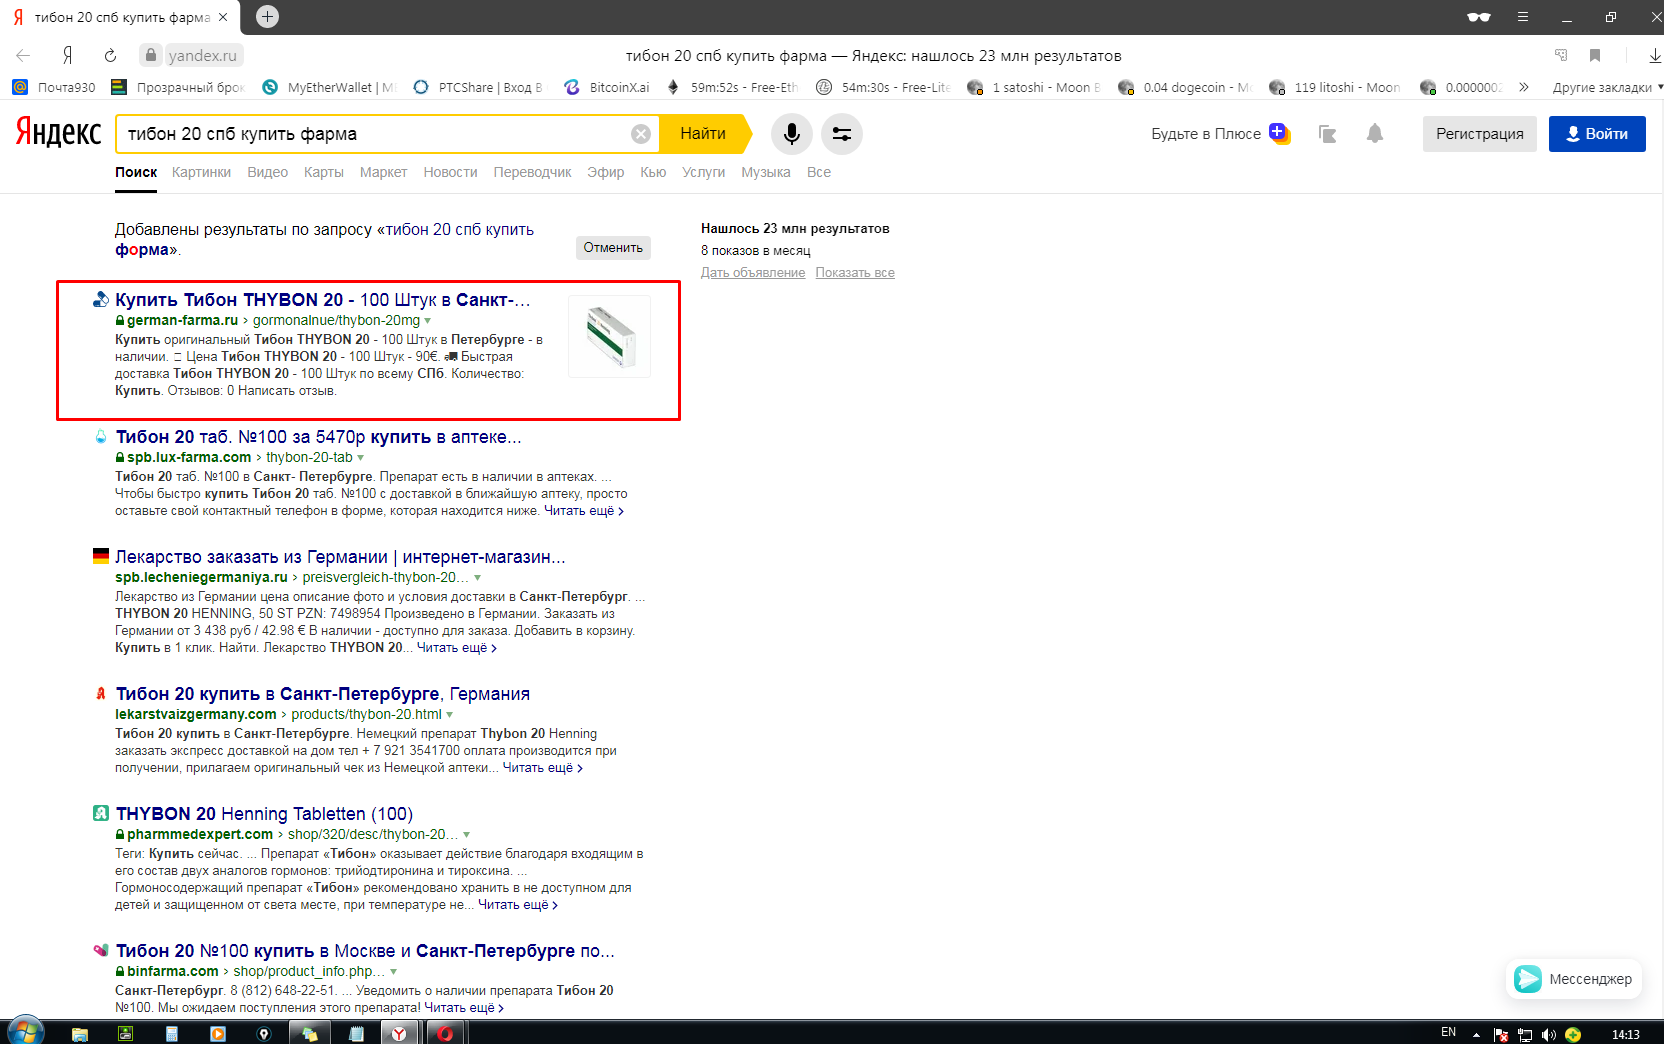 Я тибон 20 спб купить фарма
Я yandex.ru тибон 20 спб купить фарма — Яндекс: нашлось 23 млн результатов
Почта930 Прозрачный брок MyEtherWallet | M PTCShare | Вход В BitcoinX.ai 59m:52s - Free-Eth 54m:30s - Free-Lite 1 satoshi - Moon B 0.04 dogecoin - Mo 119 litoshi - Moon 0.000000 » Другие закладки
Яндекс тибон 20 спб купить фарма Найти Будьте в Плюсе Регистрация Войти
Поиск Картинки Видео Карты Маркет Новости Переводчик Эфир Кью Услуги Музыка Все
Добавлены результаты по запросу «тибон 20 спб купить
форма».
Отменить
Нашлось 23 млн результатов
8 показов в месяц
Дать объявление Показать все
Купить Тибон THYBON 20 - 100 Штук в Санкт-...
german-farma.ru › gormonalnue/thybon-20mg
Купить оригинальный Тибон THYBON 20 - 100 Штук в Петербурге - в
наличии. Цена Тибон THYBON 20 - 100 Штук - 90€. Быстрая
доставка Тибон THYBON 20 - 100 Штук по всему СПб. Количество:
Купить. Отзывов: 0 Написать отзыв.
Тибон 20 таб. №100 за 5470р купить в аптеке...
spb.lux-farma.com › thybon-20-tab
Тибон 20 таб. №100 в Санкт- Петербурге. Препарат есть в наличии в аптеках. ...
Чтобы быстро купить Тибон 20 таб. №100 с доставкой в ближайшую аптеку, просто
оставьте свой контактный телефон в форме, которая находится ниже. Читать ещё ›
Лекарство заказать из Германии | интернет-магазин...
spb.lecheniegermaniya.ru › preisvergleich-thybon-20...
Лекарство из Германии цена описание фото и условия доставки в Санкт-Петербург. ...
THYBON 20 HENNING, 50 ST PZN: 7498954 Произведено в Германии. Заказать из
Германии от 3 438 руб / 42.98 € В наличии - доступно для заказа. Добавить в корзину.
Купить в 1 клик. Найти. Лекарство THYBON 20... Читать ещё ›
Тибон 20 купить в Санкт-Петербурге, Германия
lekarstvaizgermany.com › products/thybon-20.html
Тибон 20 купить в Санкт-Петербурге. Немецкий препарат Thybon 20 Henning
заказать экспресс доставкой на дом тел + 7 921 3541700 оплата производится при
получении, прилагаем оригинальный чек из Немецкой аптеки... Читать ещё ›
THYBON 20 Henning Tabletten (100)
pharmmedexpert.com › shop/320/desc/thybon-20...
Теги: Купить сейчас. ... Препарат «Тибон» оказывает действие благодаря входящим в
его состав двух аналогов гормонов: трийодтиронина и тироксина. ...
Гормоносодержащий препарат «Тибон» рекомендовано хранить в не доступном для
детей и защищенном от света месте, при температуре не... Читать ещё ›
Тибон 20 №100 купить в Москве и Санкт-Петербурге по...
binfarma.com › shop/product_info.php...
Санкт-Петербург. 8 (812) 648-22-51. ... Уведомить о наличии препарата Тибон 20
№100. Мы ожидаем поступления этого препарата! Читать ещё ›
Мессенджер
EN 14:13